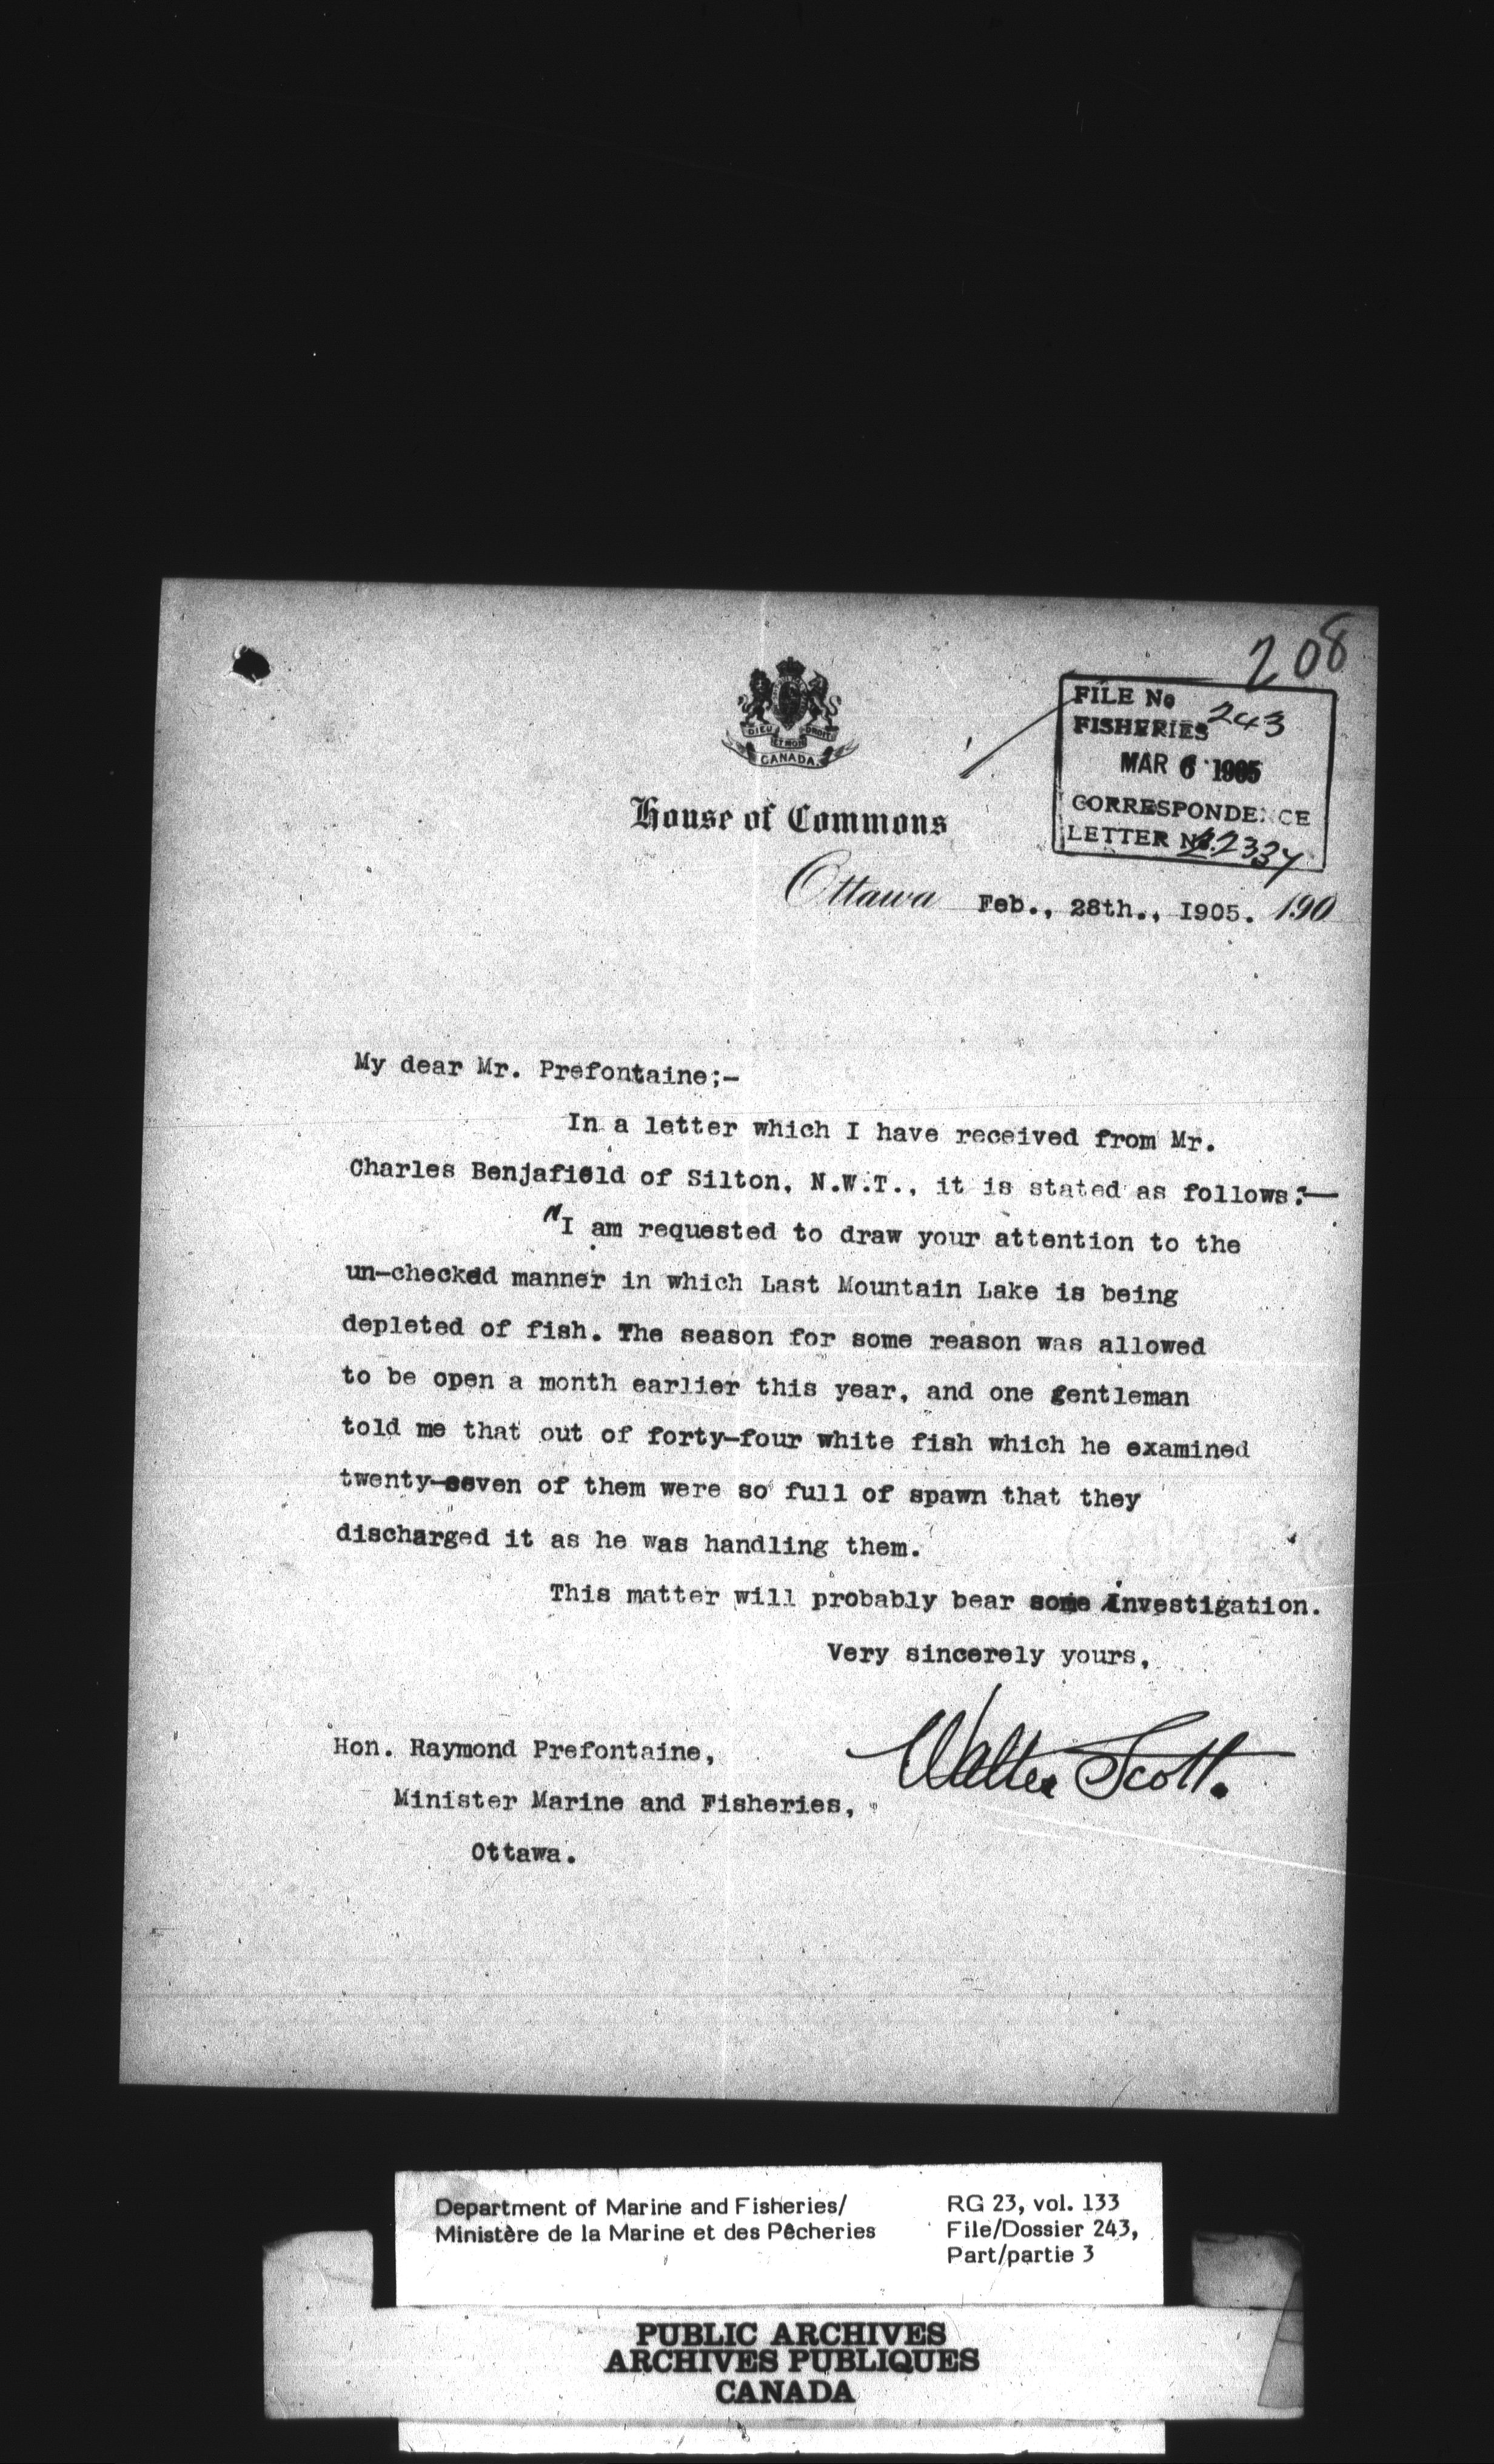 208
FILE No 243
FISHERIES
MAR 6 1905
CORRESPONDENCE
LETTER No.
DIEU ET MON DROIT
CANADA
House of Commons
Ottawa Feb., 28th., I905. 190
My dear Mr. Prefontaine;-
In a letter which I have received from Mr.
Charles Benjafield of Silton, N.W.T., it is stated as follows:-
"I am requested to draw your attention to the
un-checked manner in which Last Mountain Lake is being
depleted of fish. The season for some reason was allowed
to be open a month earlier this year, and one gentleman
told me that out of forty-four white fish which he examined
twenty-seven of them were so full of spawn that they
discharged it as he was handling them.
This matter will probably bear some investigation.
Very sincerely yours,
Walter Scott.
Hon. Raymond Prefontaine,
Minister Marine and Fisheries,
Ottawa.
Department of Marine and Fisheries/
Ministère de la Marine et des Pêcheries
RG 23, vol. 133
File/Dossier 243,
Part/partie 3
PUBLIC ARCHIVES
ARCHIVES PUBLIQUES
CANADA